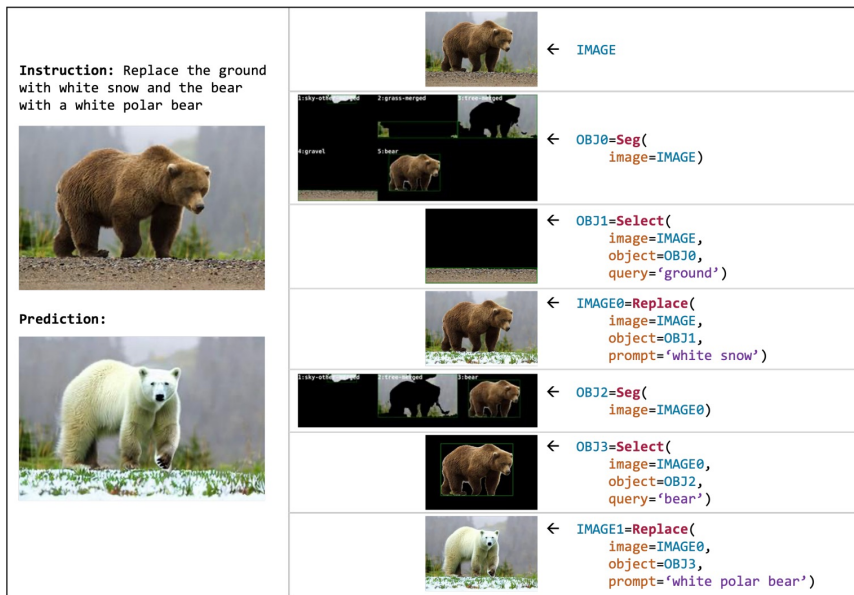 Instruction: Replace the ground
with white snow and the bear
with a white polar bear
Prediction:
← IMAGE
1:sky-other-merged 2:grass-merged 3:tree-merged
4:gravel 5:bear
← OBJ0=Seg(
image=IMAGE)
← OBJ1=Select(
image=IMAGE,
object=OBJ0,
query=‘ground’)
← IMAGE0=Replace(
image=IMAGE,
object=OBJ1,
prompt=‘white snow’)
1:sky-other-merged 2:tree-merged 3:bear
← OBJ2=Seg(
image=IMAGE0)
← OBJ3=Select(
image=IMAGE0,
object=OBJ2,
query=‘bear’)
← IMAGE1=Replace(
image=IMAGE0,
object=OBJ3,
prompt=‘white polar bear’)